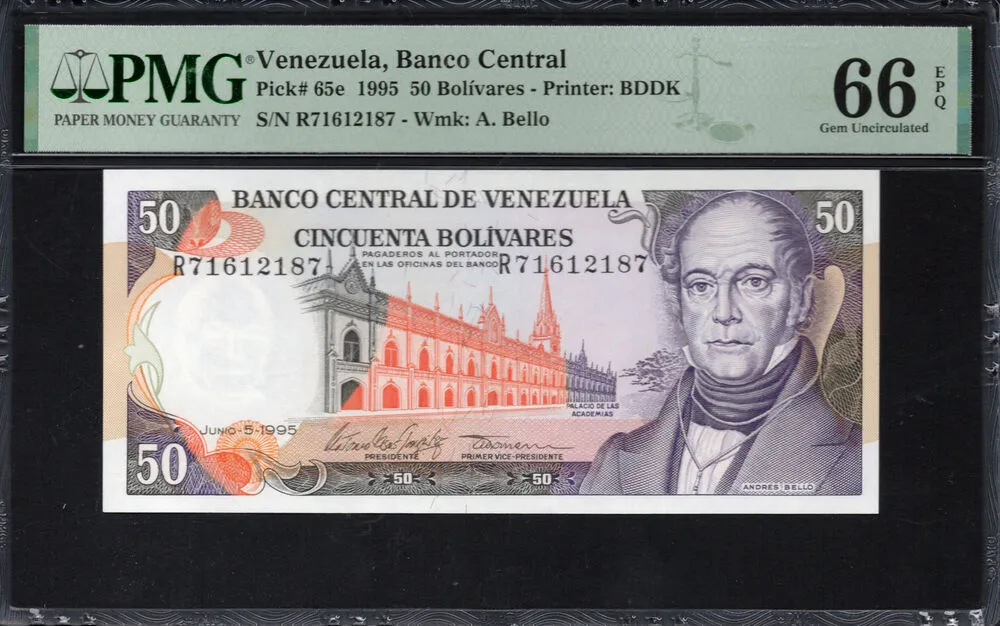 PMG®
PAPER MONEY GUARANTY
Venezuela, Banco Central
Pick# 65e 1995 50 Bolívares - Printer: BDDK
S/N R71612187 - Wmk: A. Bello
66 EPQ
Gem Uncirculated
50 BANCO CENTRAL DE VENEZUELA 50
CINCUENTA BOLÍVARES
PAGADEROS AL PORTADOR
EN LAS OFICINAS DEL BANCO
R71612187 R71612187
PALACIO DE LAS
ACADEMIAS
JUNIO-5-1995
PRESIDENTE PRIMER VICE-PRESIDENTE
50 50 50
ANDRÉS BELLO